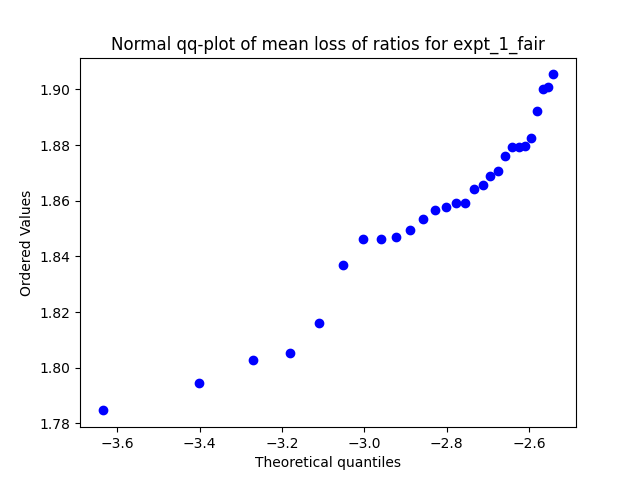 Normal qq-plot of mean loss of ratios for expt_1_fair
1.90
1.88
1.86
1.84
1.82
1.80
1.78
Ordered Values
−3.6 −3.4 −3.2 −3.0 −2.8 −2.6
Theoretical quantiles